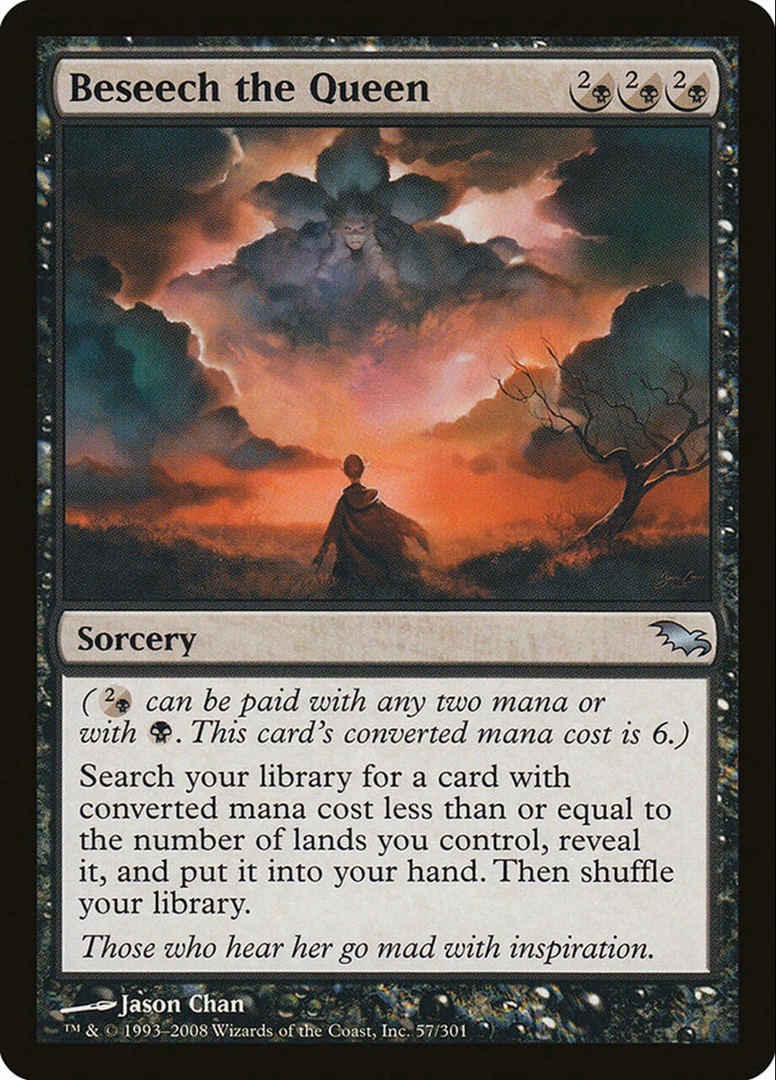 Beseech the Queen 2 2 2
Sorcery
( 2 can be paid with any two mana or
with . This card's converted mana cost is 6.)
Search your library for a card with
converted mana cost less than or equal to
the number of lands you control, reveal
it, and put it into your hand. Then shuffle
your library.
Those who hear her go mad with inspiration.
Jason Chan
™ & © 1993–2008 Wizards of the Coast, Inc. 57/301